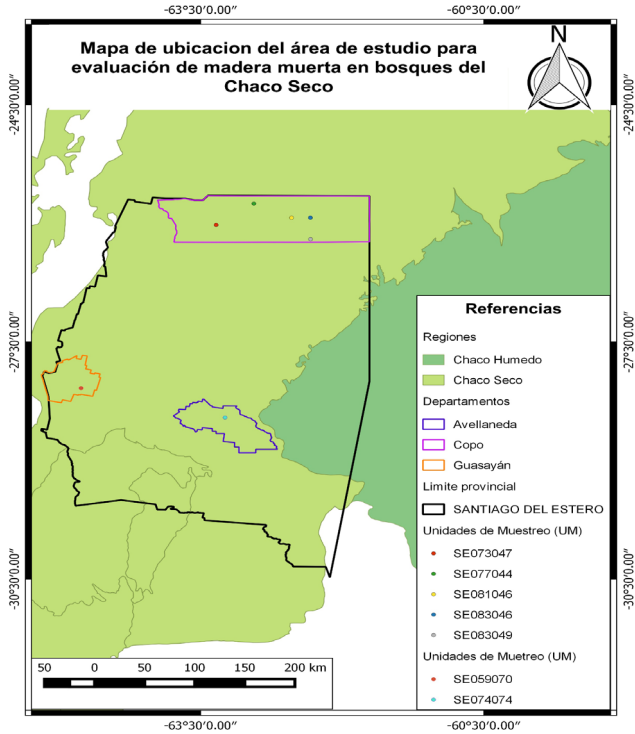 -63°30'0.00″
-60°30'0.00″
Mapa de ubicacion del área de estudio para
evaluación de madera muerta en bosques del
Chaco Seco
N
-24°30'0.00″
-24°30'0.00″
-27°30'0.00″
-27°30'0.00″
-30°30'0.00″
-30°30'0.00″
Referencias
Regiones
Chaco Humedo
Chaco Seco
Departamentos
Avellaneda
Copo
Guasayán
Limite provincial
SANTIAGO DEL ESTERO
Unidades de Muestreo (UM)
SE073047
SE077044
SE081046
SE083046
SE083049
Unidades de Muetreo (UM)
SE059070
SE074074
50 0 50 100 150 200 km
-63°30'0.00″
-60°30'0.00″